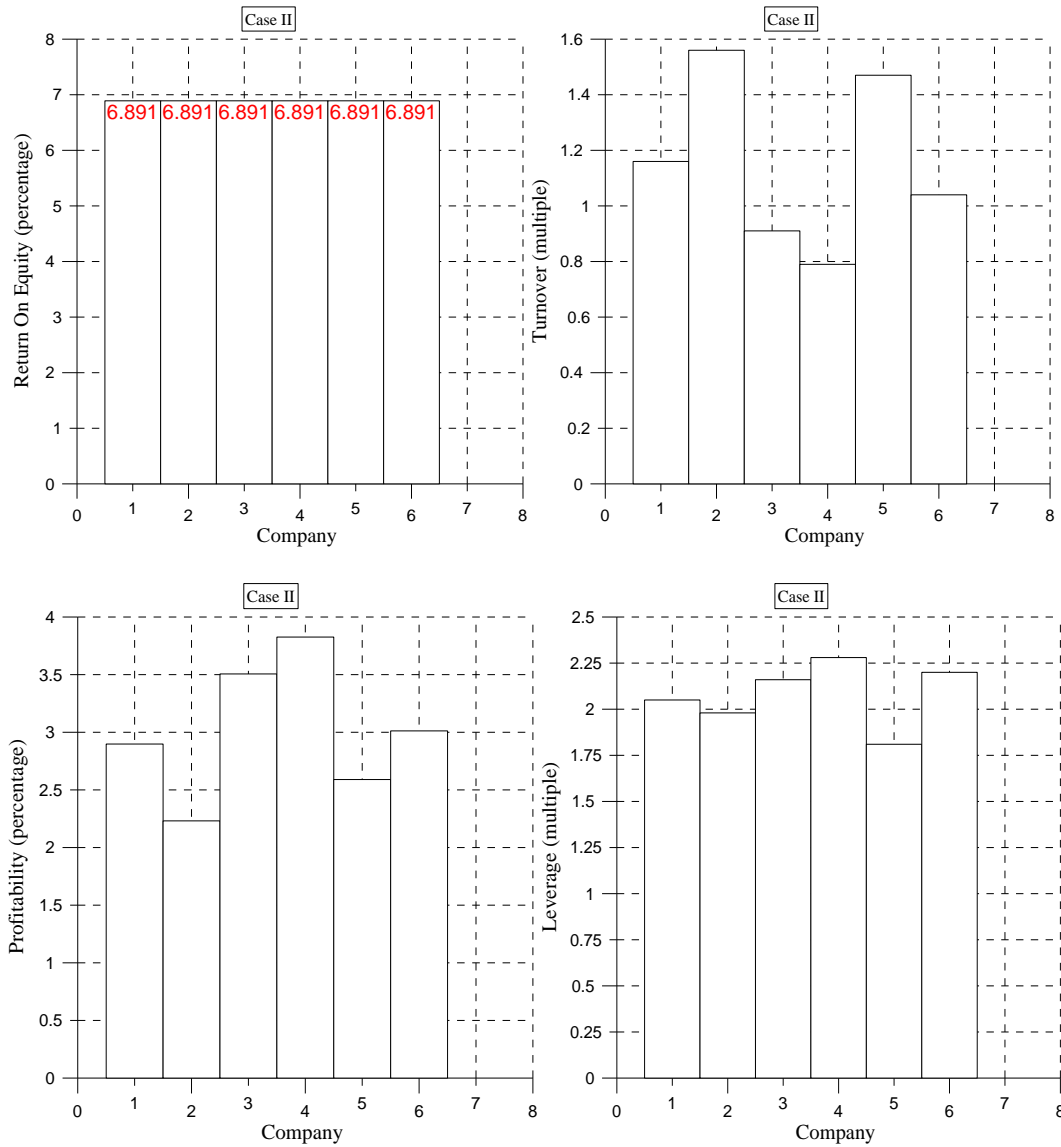 Case II
8
7
6
5
4
3
2
1
0
Return On Equity (percentage)
6.891 6.891 6.891 6.891 6.891 6.891
0 1 2 3 4 5 6 7 8
Company
Case II
1.6
1.4
1.2
1
0.8
0.6
0.4
0.2
0
Turnover (multiple)
0 1 2 3 4 5 6 7 8
Company
Case II
4
3.5
3
2.5
2
1.5
1
0.5
0
Profitability (percentage)
0 1 2 3 4 5 6 7 8
Company
Case II
2.5
2.25
2
1.75
1.5
1.25
1
0.75
0.5
0.25
0
Leverage (multiple)
0 1 2 3 4 5 6 7 8
Company